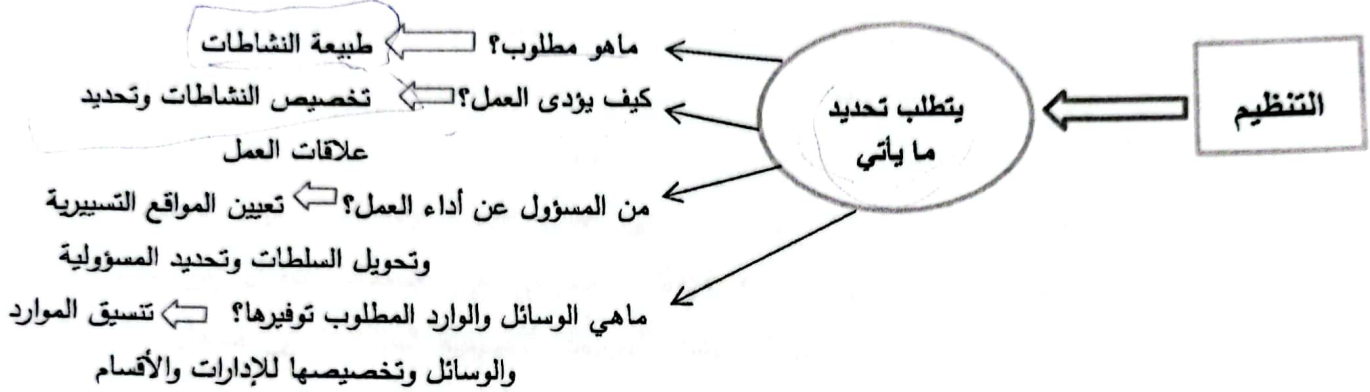 التنظيم
يتطلب تحديد
ما يأتي
ماهو مطلوب؟ طبيعة النشاطات
كيف يؤدى العمل؟ تخصيص النشاطات وتحديد
علاقات العمل
من المسؤول عن أداء العمل؟ تعيين المواقع التسييرية
وتحويل السلطات وتحديد المسؤولية
ماهي الوسائل والوارد المطلوب توفيرها؟ تنسيق الموارد
والوسائل وتخصيصها للإدارات والأقسام